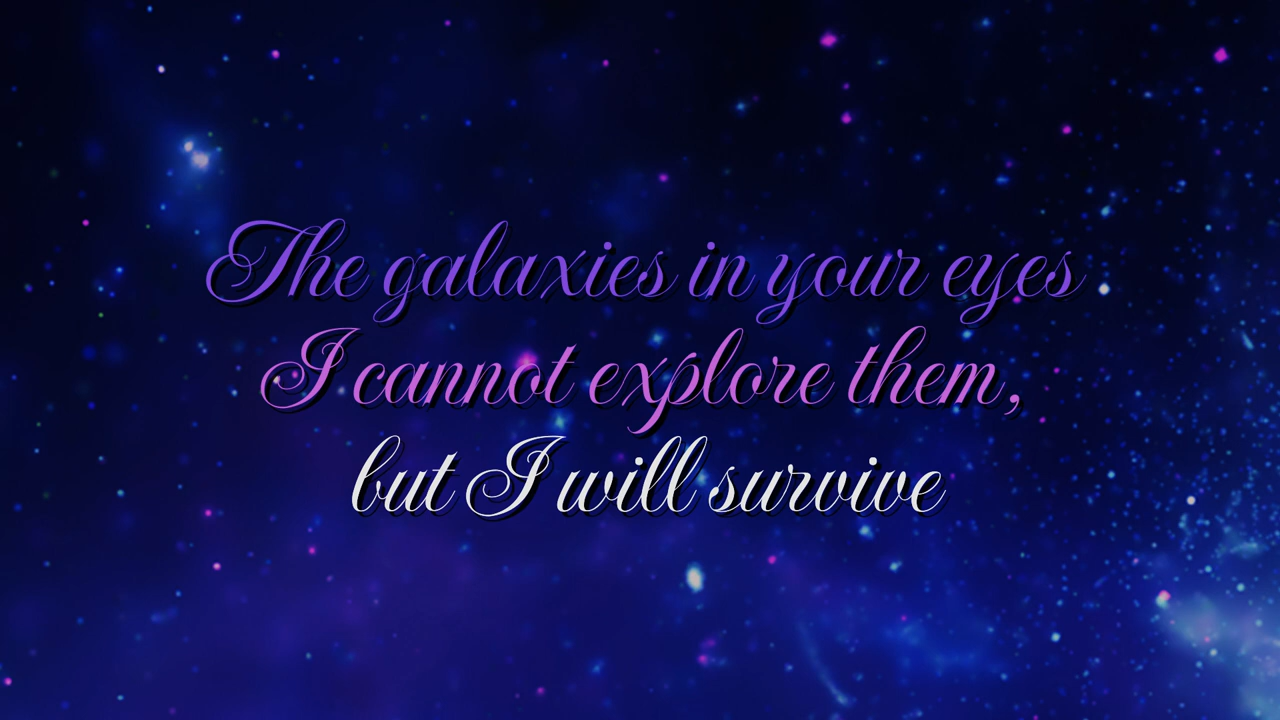 The galaxies in your eyes
I cannot explore them,
but I will survive